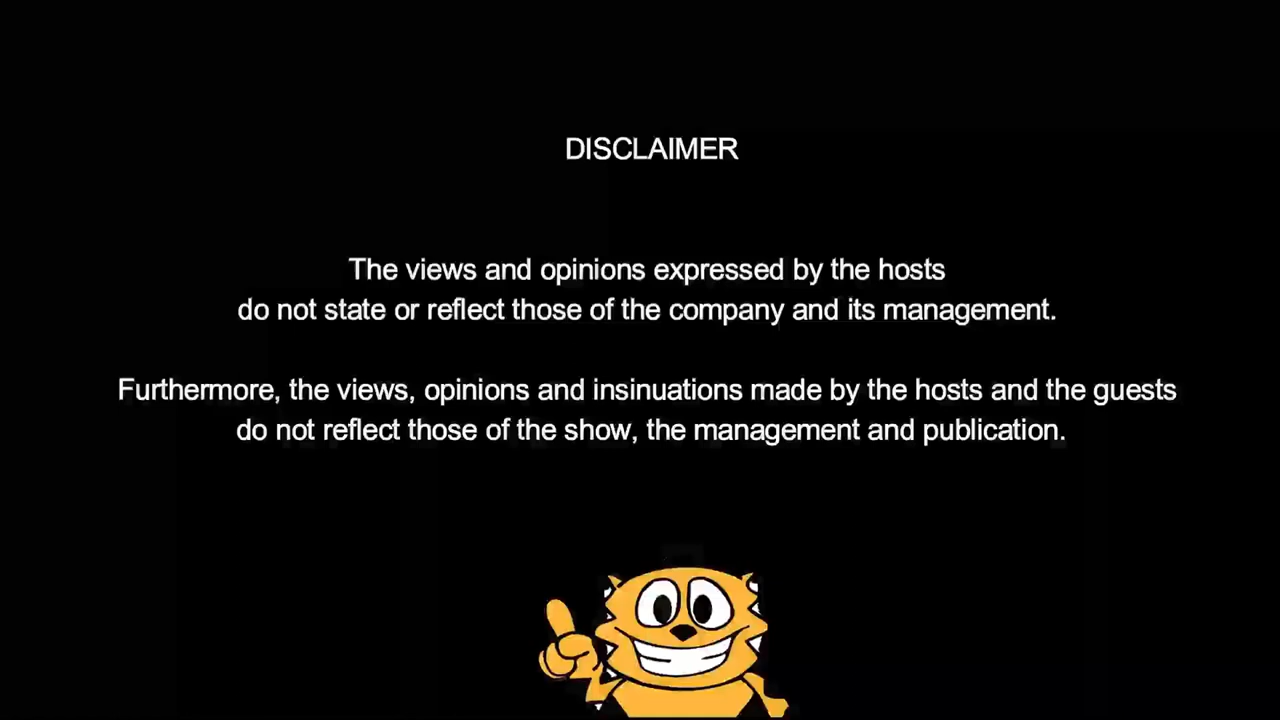 DISCLAIMER
The views and opinions expressed by the hosts
do not state or reflect those of the company and its management.
Furthermore, the views, opinions and insinuations made by the hosts and the guests
do not reflect those of the show, the management and publication.